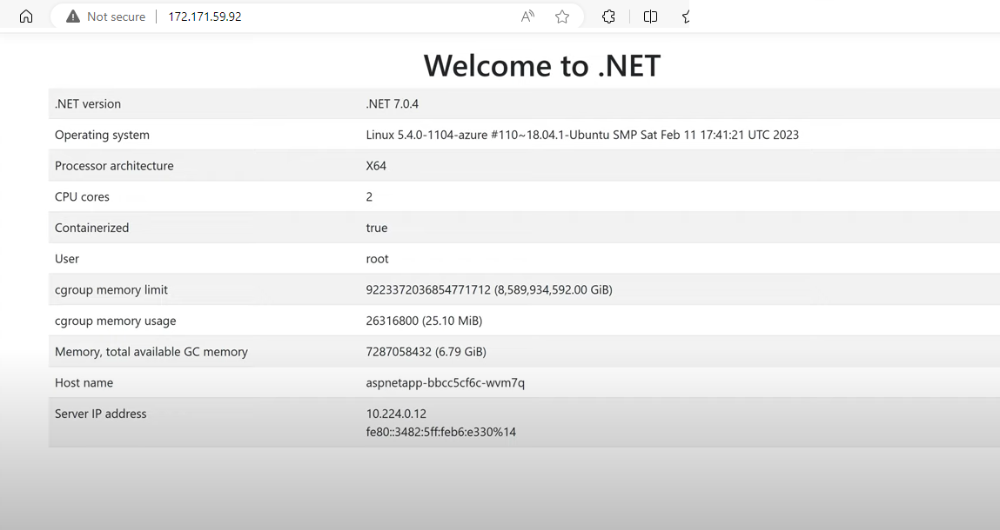 Not secure 172.171.59.92
Welcome to .NET
.NET version .NET 7.0.4
Operating system Linux 5.4.0-1104-azure #110~18.04.1-Ubuntu SMP Sat Feb 11 17:41:21 UTC 2023
Processor architecture X64
CPU cores 2
Containerized true
User root
cgroup memory limit 9223372036854771712 (8,589,934,592.00 GiB)
cgroup memory usage 26316800 (25.10 MiB)
Memory, total available GC memory 7287058432 (6.79 GiB)
Host name aspnetapp-bbcc5cf6c-wvm7q
Server IP address 10.224.0.12
fe80::3482:5ff:feb6:e330%14